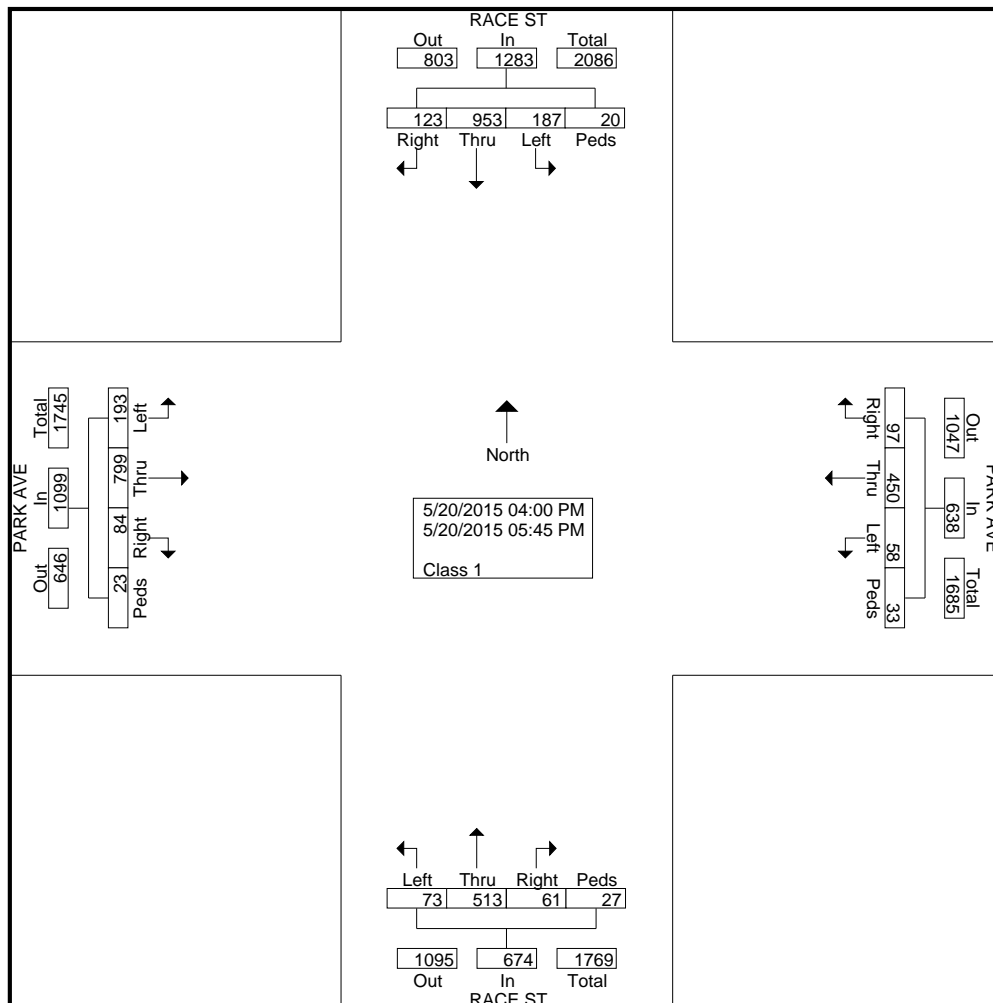 RACE ST
Out In Total
803 1283 2086
123 953 187 20
Right Thru Left Peds
PARK AVE
Total In Out
1745 1099 646
193 799 84 23
Left Thru Right Peds
North
5/20/2015 04:00 PM
5/20/2015 05:45 PM
Class 1
Right Thru Left Peds
97 450 58 33
Out In Total
1047 638 1685
PARK AVE
Left Thru Right Peds
73 513 61 27
1095 674 1769
Out In Total
RACE ST